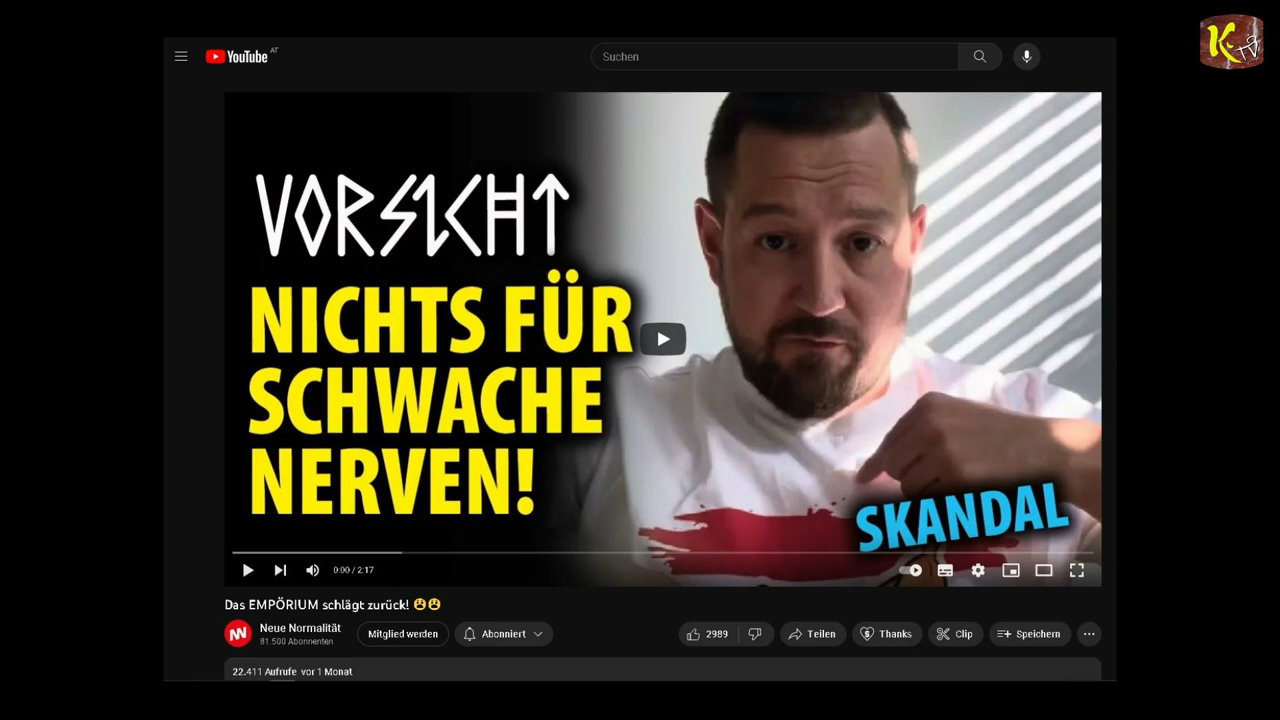 YouTube AT
Suchen
K TV
VORSICHT
NICHTS FÜR
SCHWACHE
NERVEN!
SKANDAL
0:00 / 2:17
Das EMPÖRIUM schlägt zurück! 😩😩
Neue Normalität
81.500 Abonnenten
Mitglied werden
Abonniert
2989
Teilen
Thanks
Clip
Speichern
22.411 Aufrufe vor 1 Monat